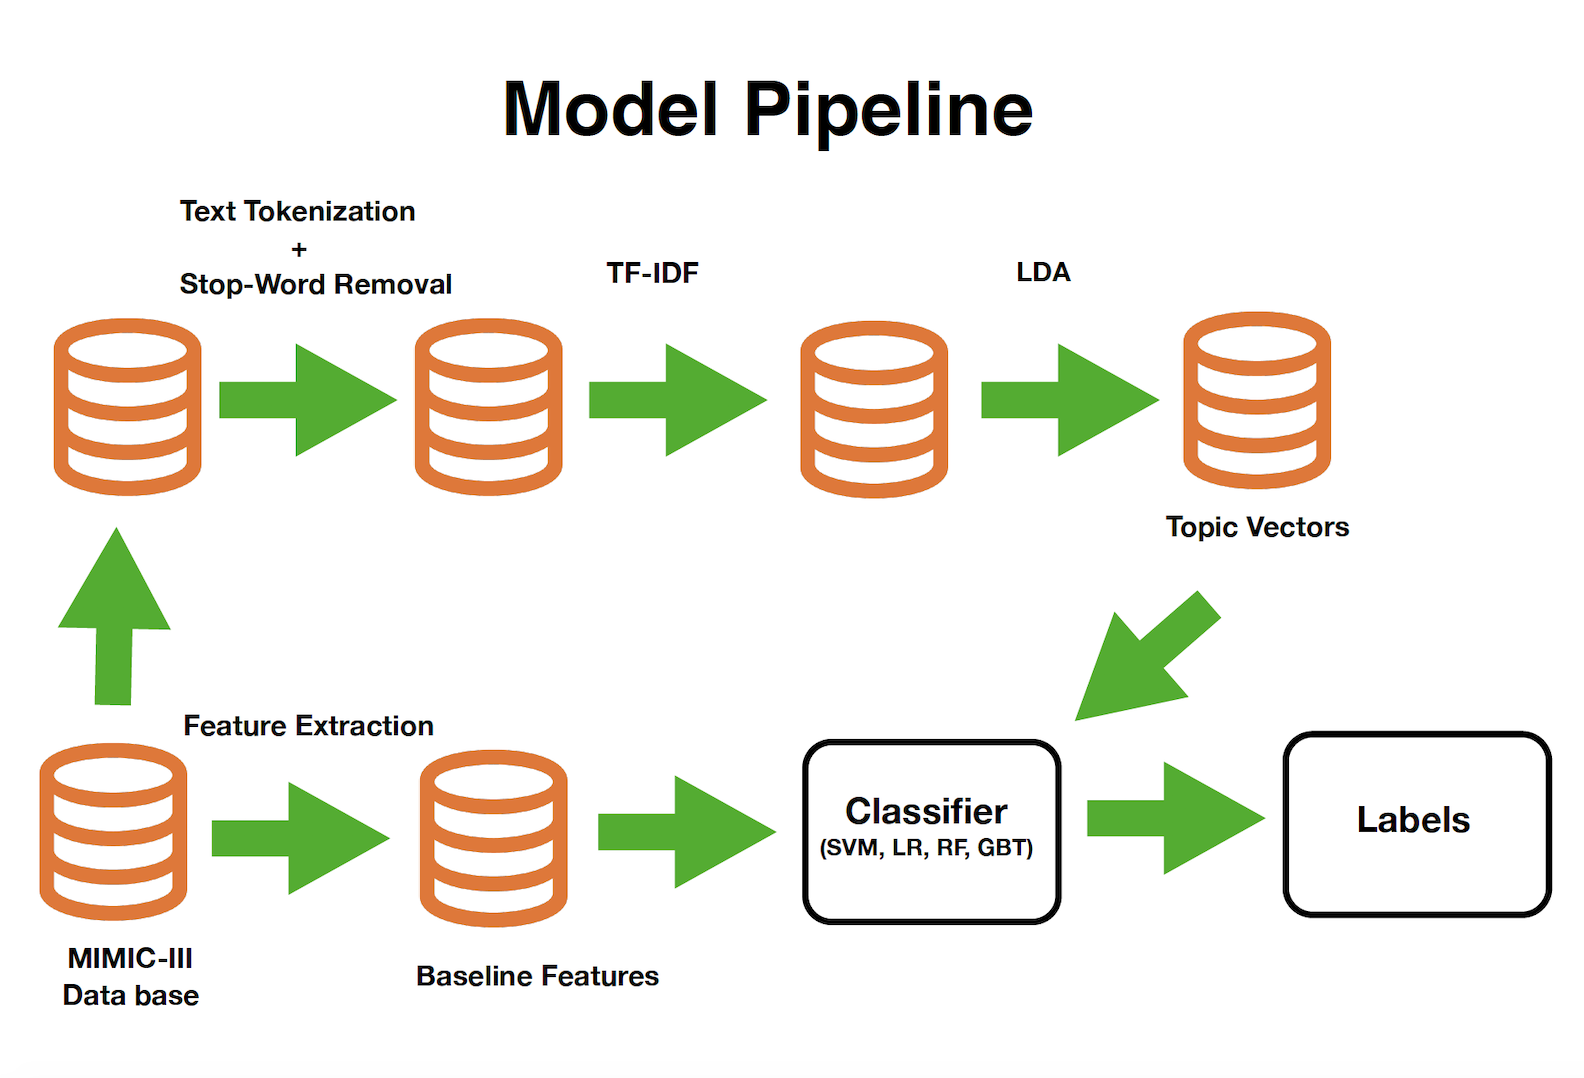 Model Pipeline
Text Tokenization
+
Stop-Word Removal
TF-IDF
LDA
Topic Vectors
Feature Extraction
Classifier
(SVM, LR, RF, GBT)
Labels
MIMIC-III
Data base
Baseline Features